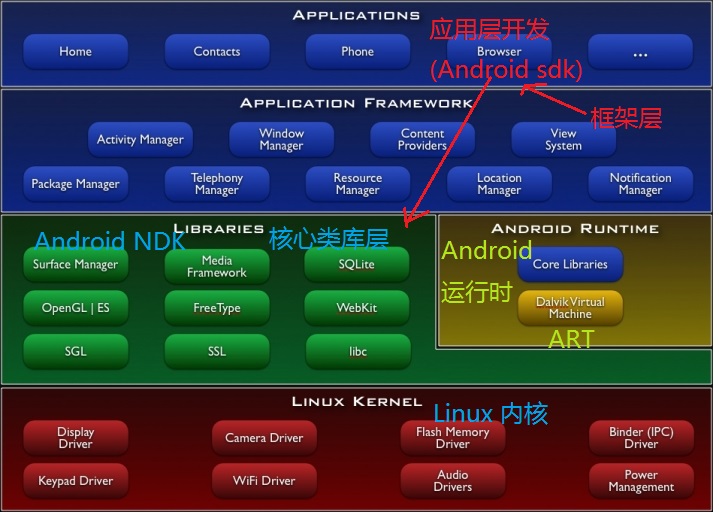 APPLICATIONS
应用层开发
(Android sdk)
Home
Contacts
Phone
Browser
...
APPLICATION FRAMEWORK
框架层
Activity Manager
Window
Manager
Content
Providers
View
System
Package Manager
Telephony
Manager
Resource
Manager
Location
Manager
Notification
Manager
LIBRARIES
Android NDK
核心类库层
Surface Manager
Media
Framework
SQLite
OpenGL | ES
FreeType
WebKit
SGL
SSL
libc
ANDROID RUNTIME
Android
运行时
Core Libraries
Dalvik Virtual
Machine
ART
LINUX KERNEL
Linux 内核
Display
Driver
Camera Driver
Flash Memory
Driver
Binder (IPC)
Driver
Keypad Driver
WiFi Driver
Audio
Drivers
Power
Management